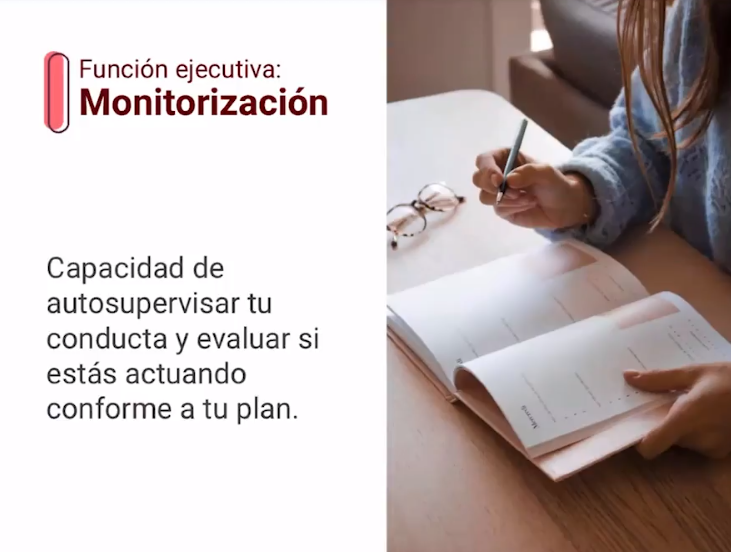 Función ejecutiva:
Monitorización
Capacidad de
autosupervisar tu
conducta y evaluar si
estás actuando
conforme a tu plan.